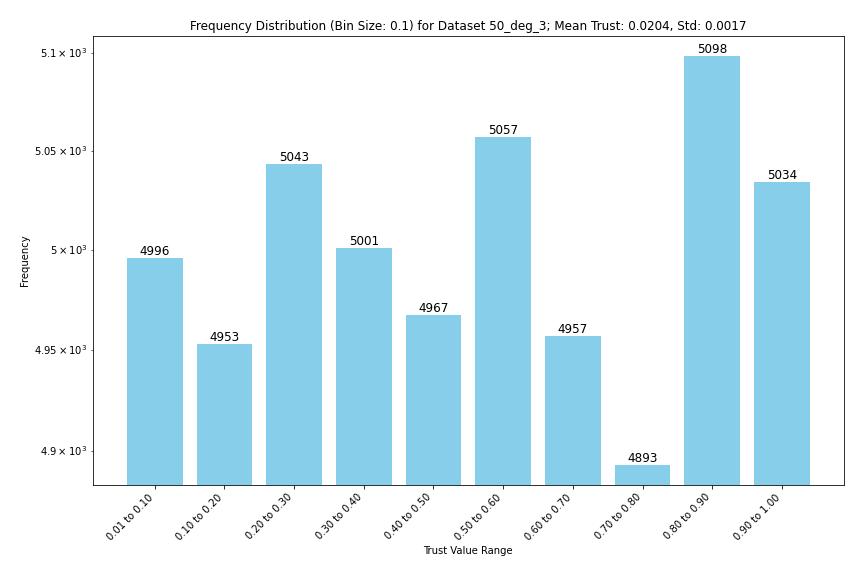 Frequency Distribution (Bin Size: 0.1) for Dataset 50_deg_3; Mean Trust: 0.0204, Std: 0.0017
Frequency
5.1 × 10³
5.05 × 10³
5 × 10³
4.95 × 10³
4.9 × 10³
4996
4953
5043
5001
4967
5057
4957
4893
5098
5034
0.01 to 0.10
0.10 to 0.20
0.20 to 0.30
0.30 to 0.40
0.40 to 0.50
0.50 to 0.60
0.60 to 0.70
0.70 to 0.80
0.80 to 0.90
0.90 to 1.00
Trust Value Range